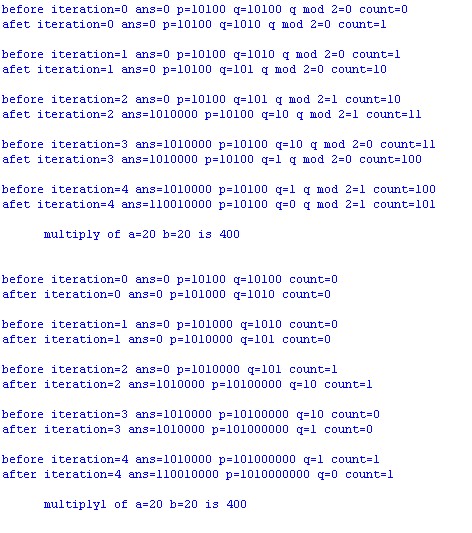 before iteration=0 ans=0 p=10100 q=10100 q mod 2=0 count=0
afet iteration=0 ans=0 p=10100 q=1010 q mod 2=0 count=1
before iteration=1 ans=0 p=10100 q=1010 q mod 2=0 count=1
afet iteration=1 ans=0 p=10100 q=101 q mod 2=0 count=10
before iteration=2 ans=0 p=10100 q=101 q mod 2=1 count=10
afet iteration=2 ans=1010000 p=10100 q=10 q mod 2=1 count=11
before iteration=3 ans=1010000 p=10100 q=10 q mod 2=0 count=11
afet iteration=3 ans=1010000 p=10100 q=1 q mod 2=0 count=100
before iteration=4 ans=1010000 p=10100 q=1 q mod 2=1 count=100
afet iteration=4 ans=110010000 p=10100 q=0 q mod 2=1 count=101
multiply of a=20 b=20 is 400
before iteration=0 ans=0 p=10100 q=10100 count=0
after iteration=0 ans=0 p=101000 q=1010 count=0
before iteration=1 ans=0 p=101000 q=1010 count=0
after iteration=1 ans=0 p=1010000 q=101 count=0
before iteration=2 ans=0 p=1010000 q=101 count=1
after iteration=2 ans=1010000 p=10100000 q=10 count=1
before iteration=3 ans=1010000 p=10100000 q=10 count=0
after iteration=3 ans=1010000 p=101000000 q=1 count=0
before iteration=4 ans=1010000 p=101000000 q=1 count=1
after iteration=4 ans=110010000 p=1010000000 q=0 count=1
multiply1 of a=20 b=20 is 400